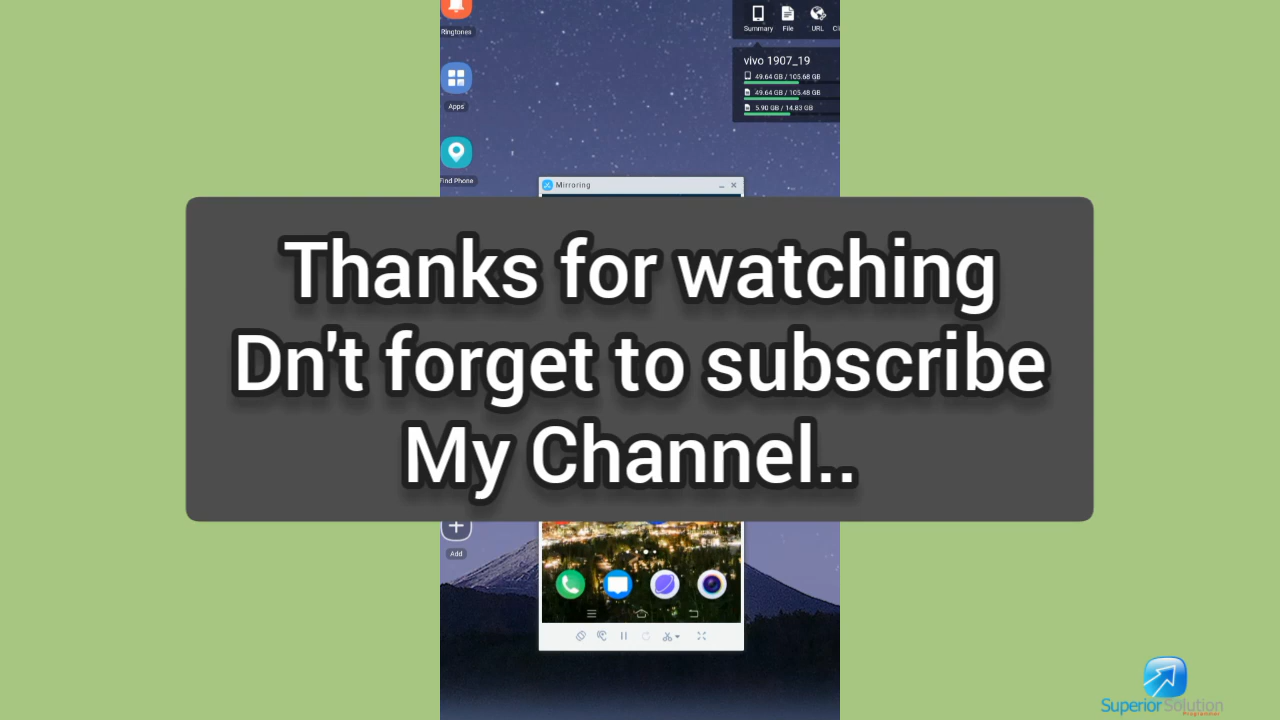 Ringtones
Summary File URL
vivo 1907_19
49.64 GB / 105.68 GB
Apps
49.64 GB / 105.48 GB
5.90 GB / 14.83 GB
Find Phone
Mirroring
Thanks for watching
Dn't forget to subscribe
My Channel..
Add
Superior Solution
Programmer